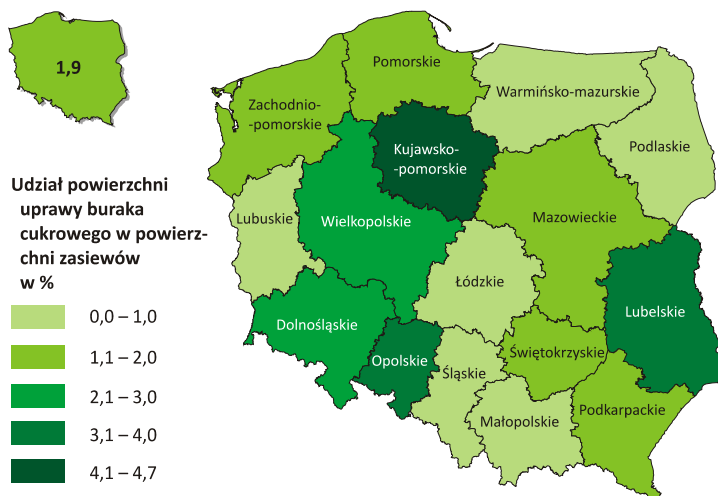 1,9
Pomorskie
Warmińsko-mazurskie
Zachodnio-
-pomorskie
Kujawsko-
-pomorskie
Podlaskie
Udział powierzchni
uprawy buraka
cukrowego w powierz-
chni zasiewów
w %
Lubuskie
Wielkopolskie
Mazowieckie
Łódzkie
Lubelskie
0,0 – 1,0
1,1 – 2,0
2,1 – 3,0
3,1 – 4,0
4,1 – 4,7
Dolnośląskie
Opolskie
Śląskie
Świętokrzyskie
Małopolskie
Podkarpackie